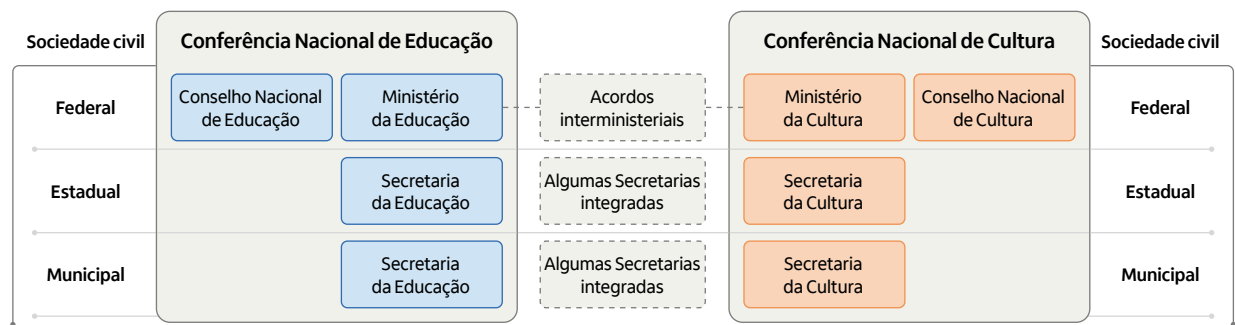 Sociedade civil
Conferência Nacional de Educação
Conferência Nacional de Cultura
Sociedade civil
Federal
Conselho Nacional
de Educação
Ministério
da Educação
Acordos
interministeriais
Ministério
da Cultura
Conselho Nacional
de Cultura
Federal
Estadual
Secretaria
da Educação
Algumas Secretarias
integradas
Secretaria
da Cultura
Estadual
Municipal
Secretaria
da Educação
Algumas Secretarias
integradas
Secretaria
da Cultura
Municipal